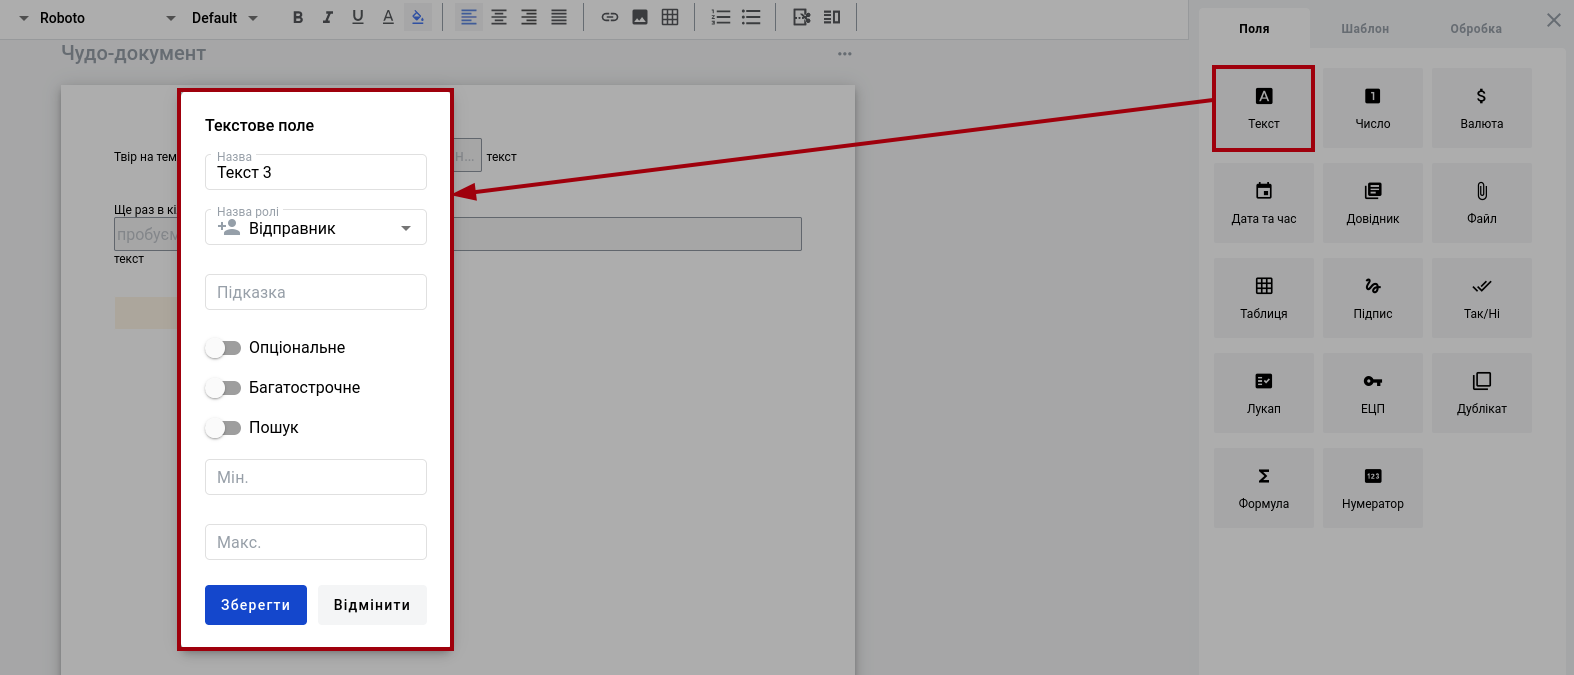 Roboto
Default
B I U A
Чудо-документ
Поля
Шаблон
Обробка
Твір на тем
Н...
текст
Ще раз в кі
пробуєм
текст
Текстове поле
Назва
Текст 3
Назва ролі
Відправник
Підказка
Опціональне
Багатострочне
Пошук
Мін.
Макс.
Зберегти
Відмінити
Текст
Число
Валюта
Дата та час
Довідник
Файл
Таблиця
Підпис
Так/Ні
Лукап
ЕЦП
Дублікат
Формула
Нумератор